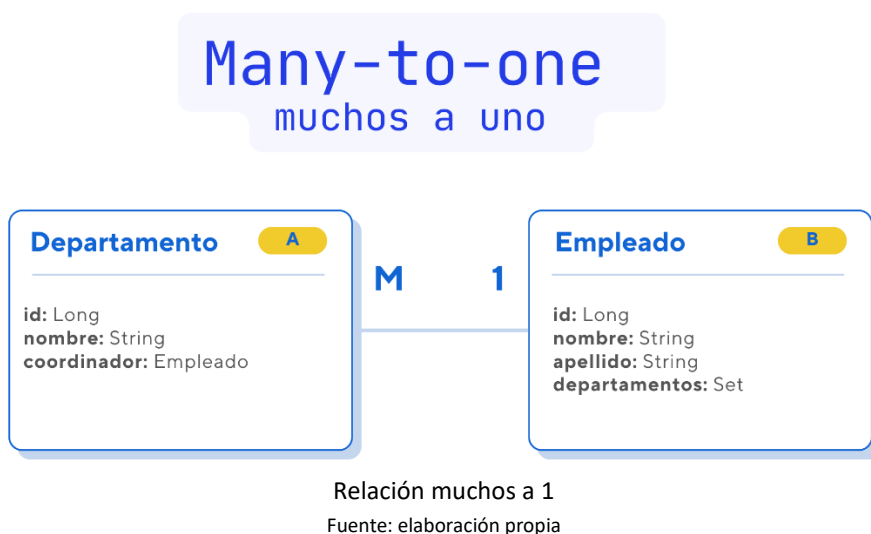 Many-to-one
muchos a uno
Departamento A
M 1
id: Long
nombre: String
coordinador: Empleado
Empleado B
id: Long
nombre: String
apellido: String
departamentos: Set
Relación muchos a 1
Fuente: elaboración propia